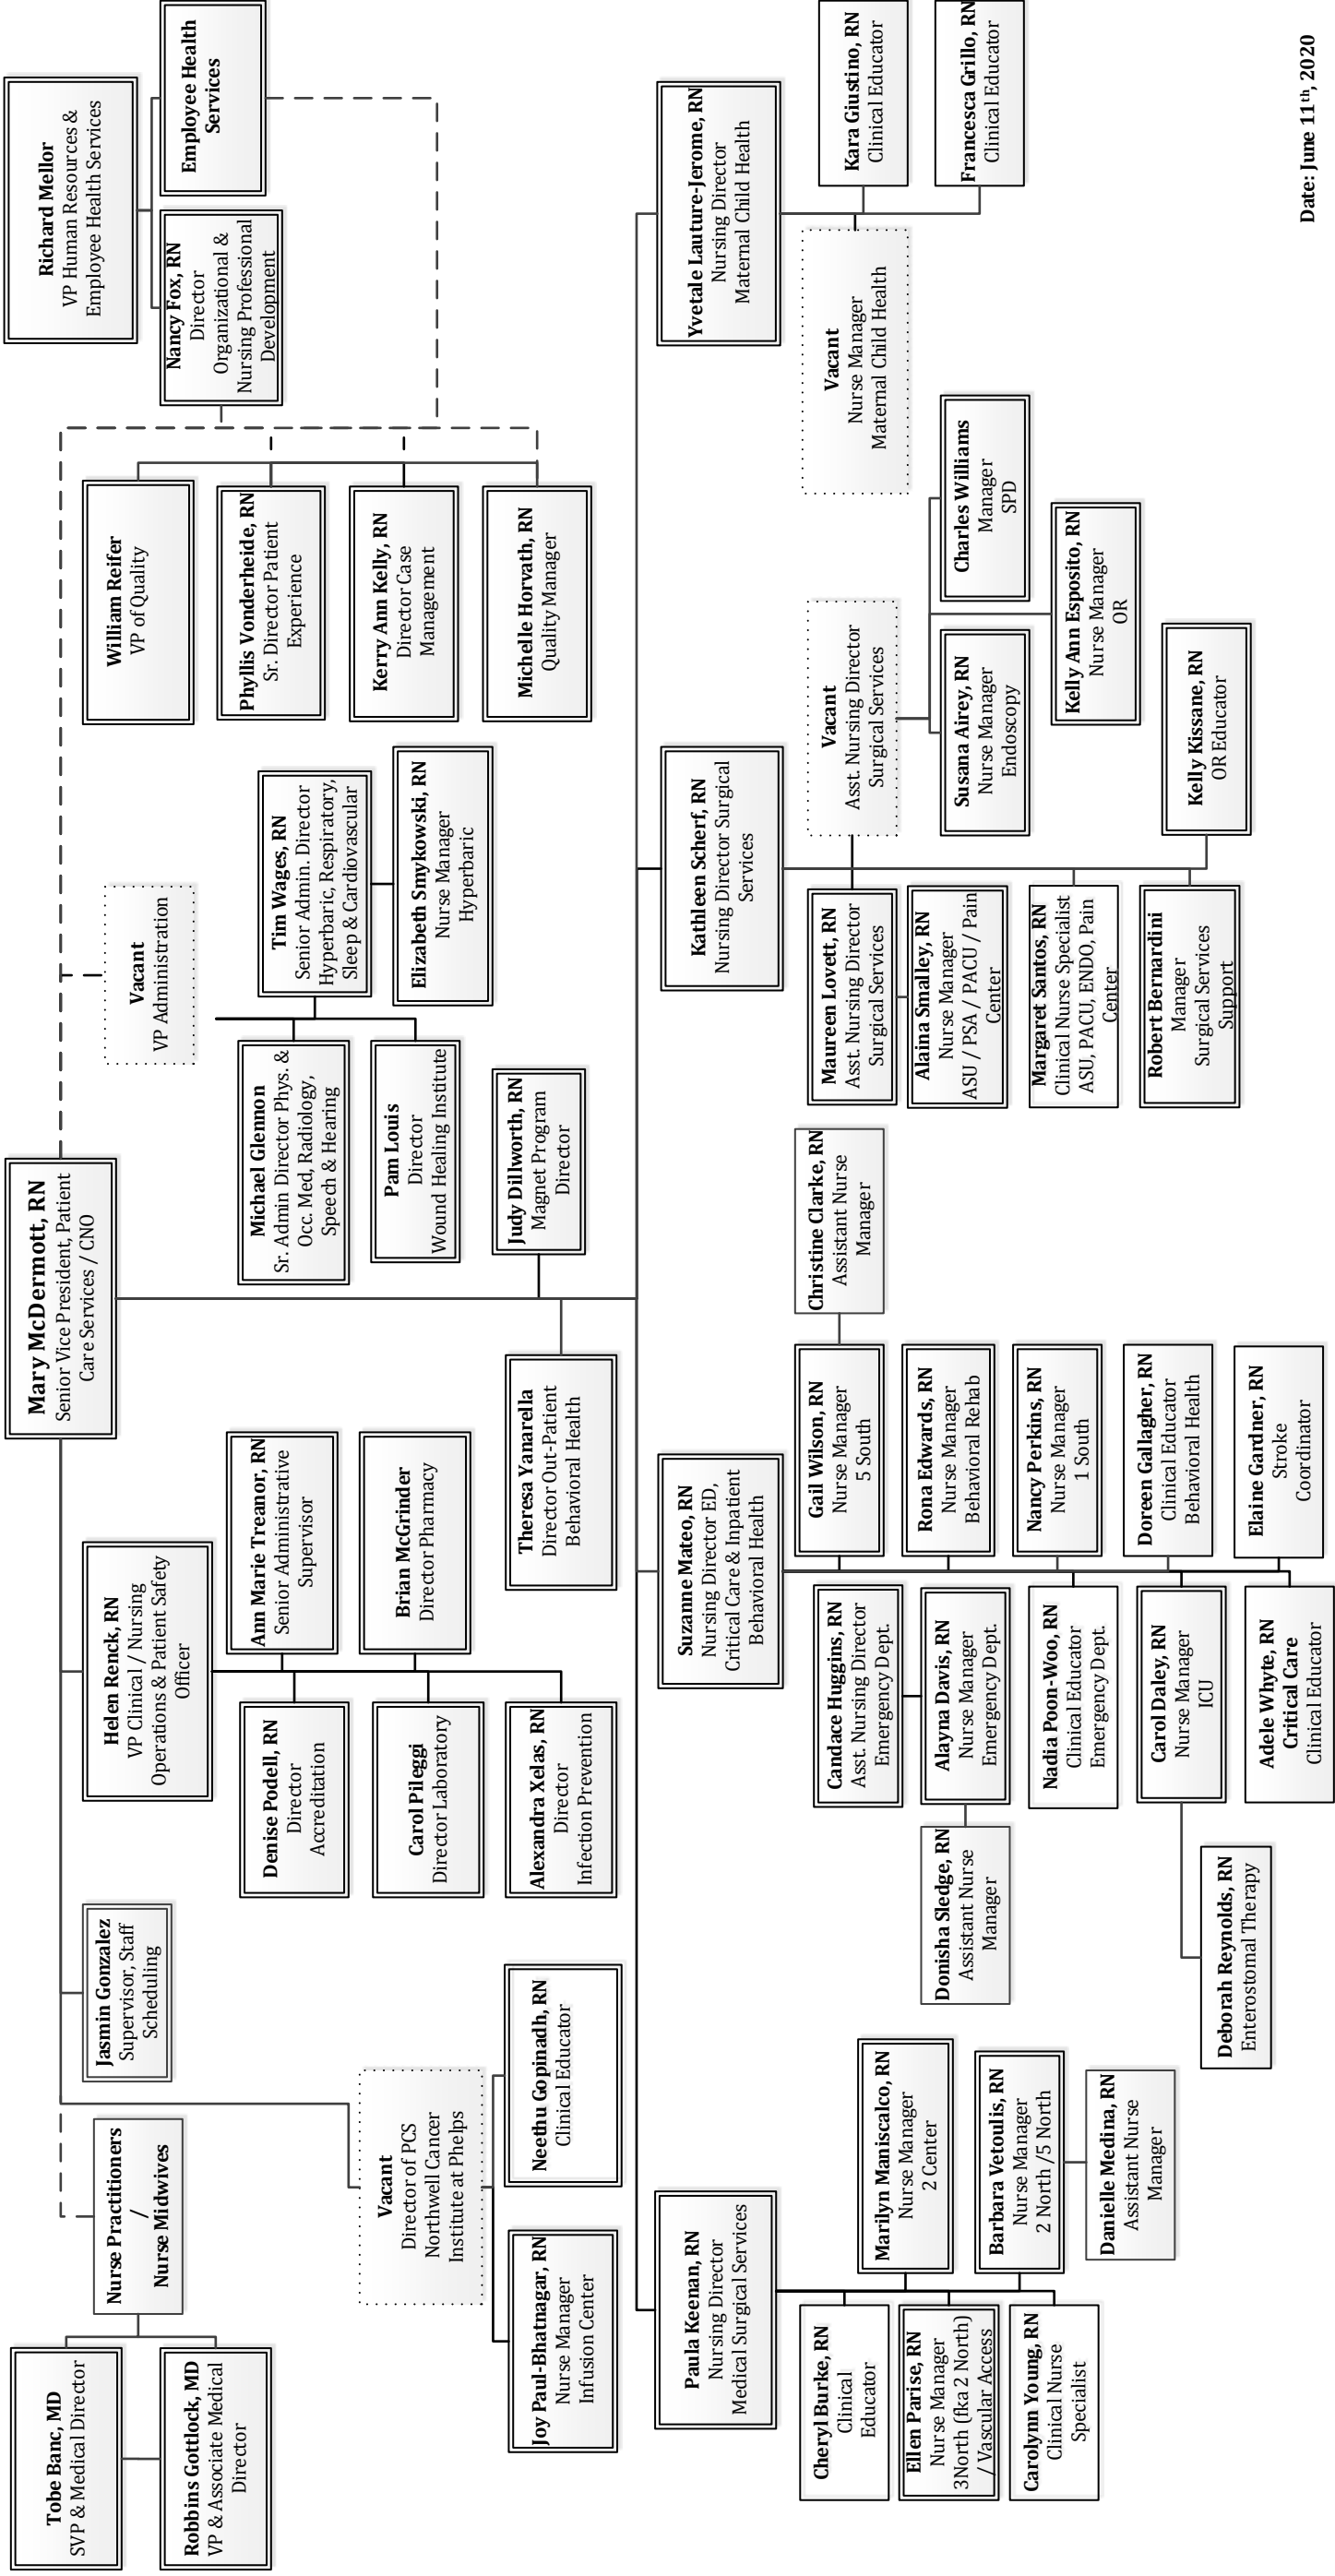 Tobe Banc, MD
SVP & Medical Director
Robbins Gottlock, MD
VP & Associate Medical
Director
Nurse Practitioners
/
Nurse Midwives
Jasmin Gonzalez
Supervisor, Staff
Scheduling
Mary McDermott, RN
Senior Vice President, Patient
Care Services / CNO
Richard Mellor
VP Human Resources &
Employee Health Services
Nancy Fox, RN
Director
Organizational &
Nursing Professional
Development
Employee Health
Services
Helen Renck, RN
VP Clinical / Nursing
Operations & Patient Safety
Officer
Denise Podell, RN
Director
Accreditation
Ann Marie Treanor, RN
Senior Administrative
Supervisor
Carol Pileggi
Director Laboratory
Brian McGrinder
Director Pharmacy
Alexandra Xelas, RN
Director
Infection Prevention
Vacant
VP Administration
Michael Glennon
Sr. Admin Director Phys. &
Occ. Med, Radiology,
Speech & Hearing
Tim Wages, RN
Senior Admin. Director
Hyperbaric, Respiratory,
Sleep & Cardiovascular
Pam Louis
Director
Wound Healing Institute
Elizabeth Smykowski, RN
Nurse Manager
Hyperbaric
William Reifer
VP of Quality
Phyllis Vonderheide, RN
Sr. Director Patient
Experience
Kerry Ann Kelly, RN
Director Case
Management
Michelle Horvath, RN
Quality Manager
Vacant
Director of PCS
Northwell Cancer
Institute at Phelps
Joy Paul-Bhatnagar, RN
Nurse Manager
Infusion Center
Neethu Gopinadh, RN
Clinical Educator
Theresa Yanarella
Director Out-Patient
Behavioral Health
Judy Dillworth, RN
Magnet Program
Director
Paula Keenan, RN
Nursing Director
Medical Surgical Services
Cheryl Burke, RN
Clinical
Educator
Ellen Parise, RN
Nurse Manager
3North (fka 2 North)
/ Vascular Access
Carolynn Young, RN
Clinical Nurse
Specialist
Marilyn Maniscalco, RN
Nurse Manager
2 Center
Barbara Vetoulis, RN
Nurse Manager
2 North /5 North
Danielle Medina, RN
Assistant Nurse
Manager
Suzanne Mateo, RN
Nursing Director ED,
Critical Care & Inpatient
Behavioral Health
Candace Huggins, RN
Asst. Nursing Director
Emergency Dept.
Alayna Davis, RN
Nurse Manager
Emergency Dept.
Donisha Sledge, RN
Assistant Nurse
Manager
Nadia Poon-Woo, RN
Clinical Educator
Emergency Dept.
Carol Daley, RN
Nurse Manager
ICU
Deborah Reynolds, RN
Enterostomal Therapy
Adele Whyte, RN
Critical Care
Clinical Educator
Gail Wilson, RN
Nurse Manager
5 South
Christine Clarke, RN
Assistant Nurse
Manager
Rona Edwards, RN
Nurse Manager
Behavioral Rehab
Nancy Perkins, RN
Nurse Manager
1 South
Doreen Gallagher, RN
Clinical Educator
Behavioral Health
Elaine Gardner, RN
Stroke
Coordinator
Kathleen Scherf, RN
Nursing Director Surgical
Services
Maureen Lovett, RN
Asst. Nursing Director
Surgical Services
Alaina Smalley, RN
Nurse Manager
ASU / PSA / PACU / Pain
Center
Margaret Santos, RN
Clinical Nurse Specialist
ASU, PACU, ENDO, Pain
Center
Robert Bernardini
Manager
Surgical Services
Support
Vacant
Asst. Nursing Director
Surgical Services
Susana Airey, RN
Nurse Manager
Endoscopy
Charles Williams
Manager
SPD
Kelly Ann Esposito, RN
Nurse Manager
OR
Kelly Kissane, RN
OR Educator
Yvetale Lauture-Jerome, RN
Nursing Director
Maternal Child Health
Vacant
Nurse Manager
Maternal Child Health
Kara Giustino, RN
Clinical Educator
Francesca Grillo, RN
Clinical Educator
Date: June 11th, 2020